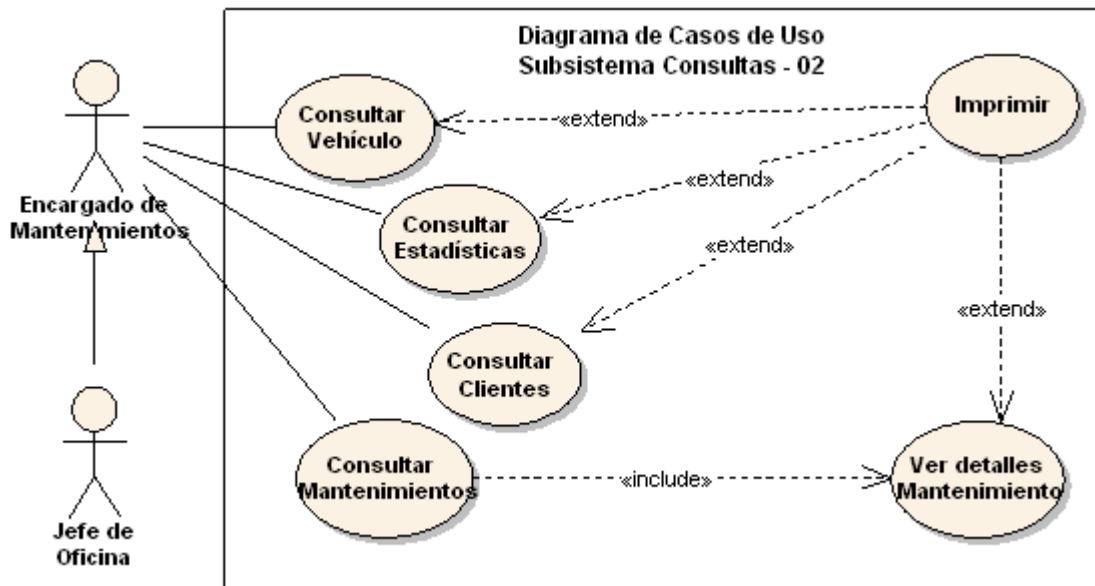 Diagrama de Casos de Uso
Subsistema Consultas - 02
Consultar
Vehículo
«extend»
Imprimir
Encargado de
Mantenimientos
Consultar
Estadísticas
«extend»
«extend»
«extend»
Consultar
Clientes
Consultar
Mantenimientos
«include»
Ver detalles
Mantenimiento
Jefe de
Oficina